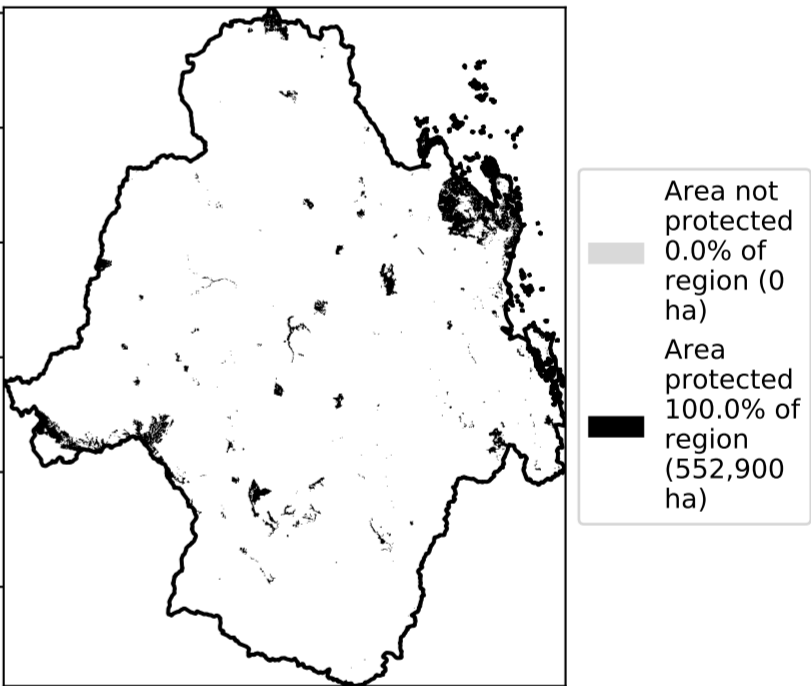 Area not
protected
0.0% of
region (0
ha)
Area
protected
100.0% of
region
(552,900
ha)